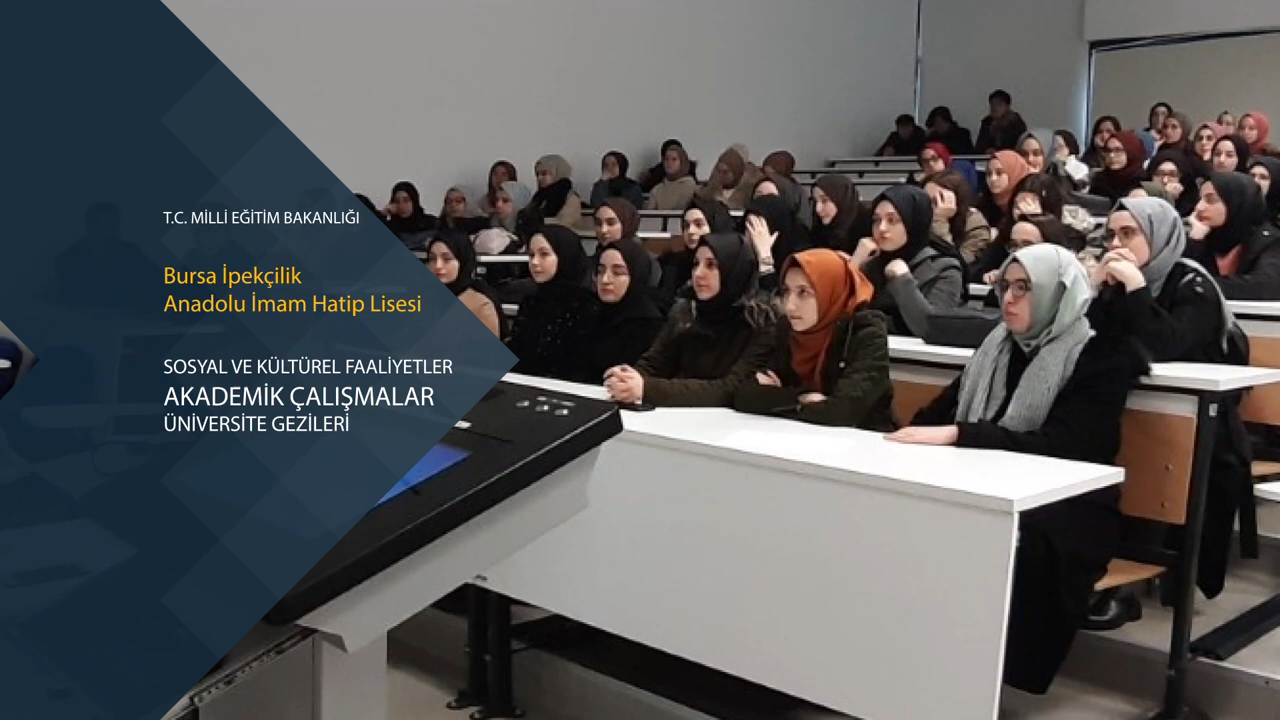 T.C. MİLLİ EĞİTİM BAKANLIĞI
Bursa İpekçilik
Anadolu İmam Hatip Lisesi
SOSYAL VE KÜLTÜREL FAALİYETLER
AKADEMİK ÇALIŞMALAR
ÜNİVERSİTE GEZİLERİ